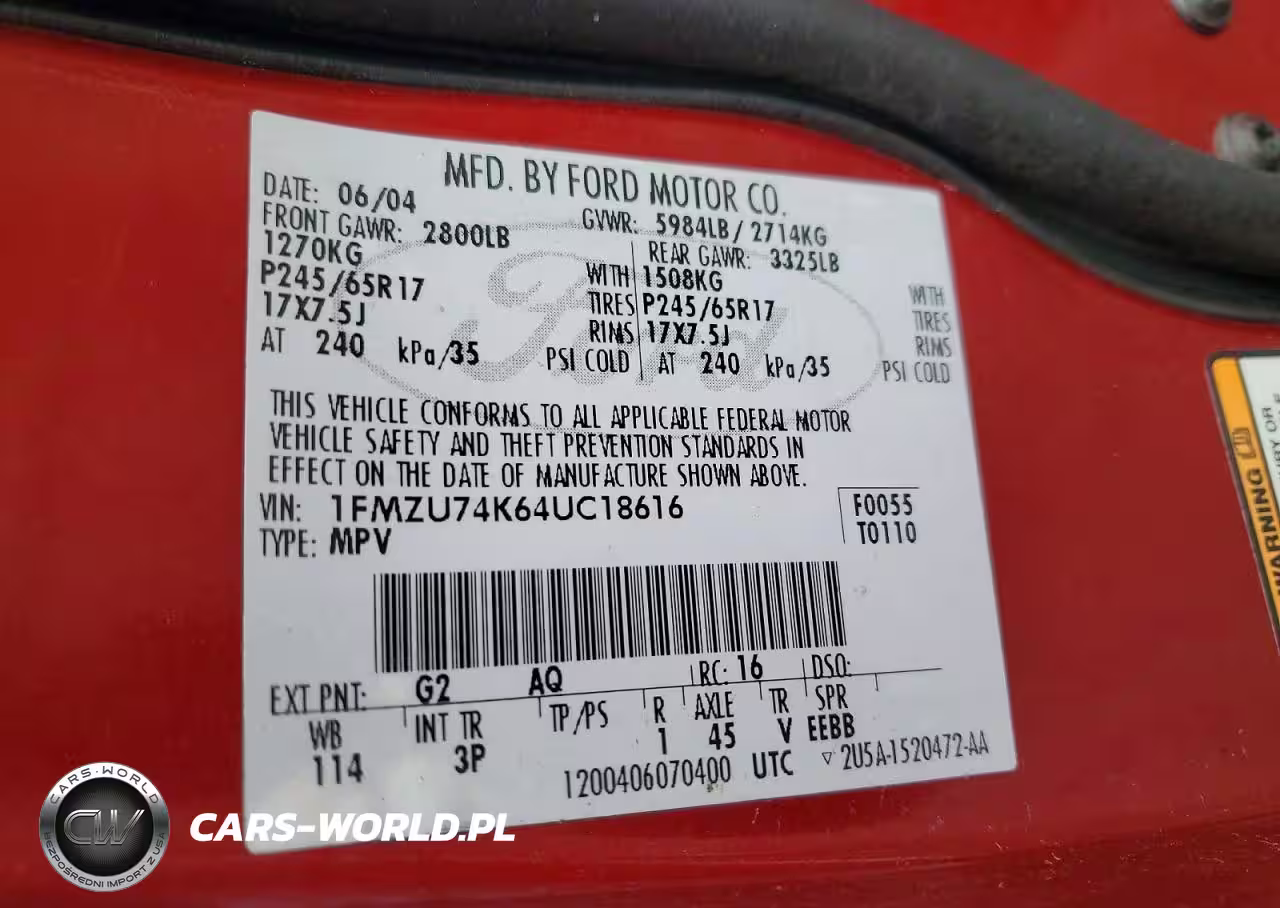 MFD. BY FORD MOTOR CO.
DATE: 06/04
GVWR: 5984LB / 2714KG
FRONT GAWR: 2800LB
REAR GAWR: 3325LB
1270KG WITH
1508KG WITH
P245/65R17 TIRES
P245/65R17 TIRES
17X7.5J RIMS
17X7.5J RIMS
AT 240 kPa/35 PSI COLD
AT 240 kPa/35 PSI COLD
Ford
THIS VEHICLE CONFORMS TO ALL APPLICABLE FEDERAL MOTOR
VEHICLE SAFETY AND THEFT PREVENTION STANDARDS IN
EFFECT ON THE DATE OF MANUFACTURE SHOWN ABOVE.
VIN: 1FMZU74K64UC18616
F0055
TYPE: MPV
T0110
EXT PNT: G2 AQ RC: 16 DSO:
WB INT TR TP/PS R AXLE TR SPR
114 3P 1 45 V EEBB
1200406070400 UTC ▽ 2U5A-1520472-AA
WARNING
CARS-WORLD
CW
BEZPOŚREDNI IMPORT Z USA
CARS-WORLD.PL